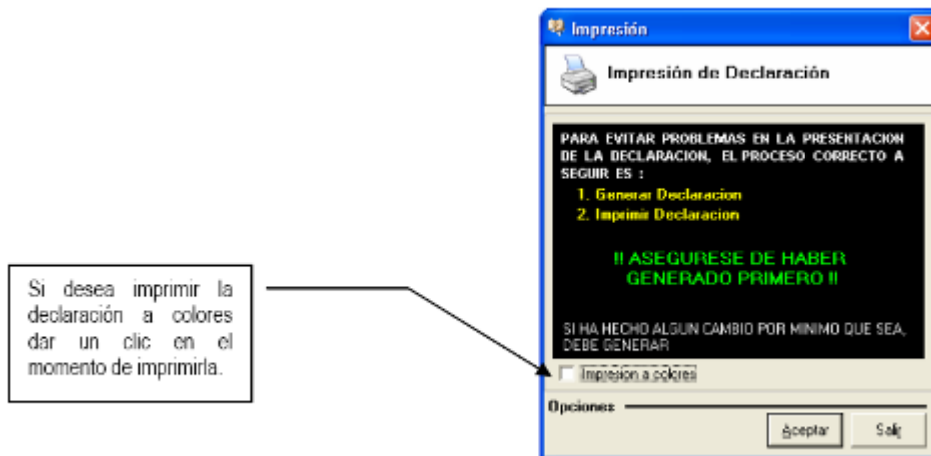 Impresión
Impresión de Declaración
PARA EVITAR PROBLEMAS EN LA PRESENTACION
DE LA DECLARACION, EL PROCESO CORRECTO A
SEGUIR ES :
1. Generar Declaracion
2. Imprimir Declaracion
!! ASEGURESE DE HABER
GENERADO PRIMERO !!
SI HA HECHO ALGUN CAMBIO POR MINIMO QUE SEA,
DEBE GENERAR
Impresion a colores
Opciones
Aceptar Salir
Si desea imprimir la
declaración a colores
dar un clic en el
momento de imprimirla.